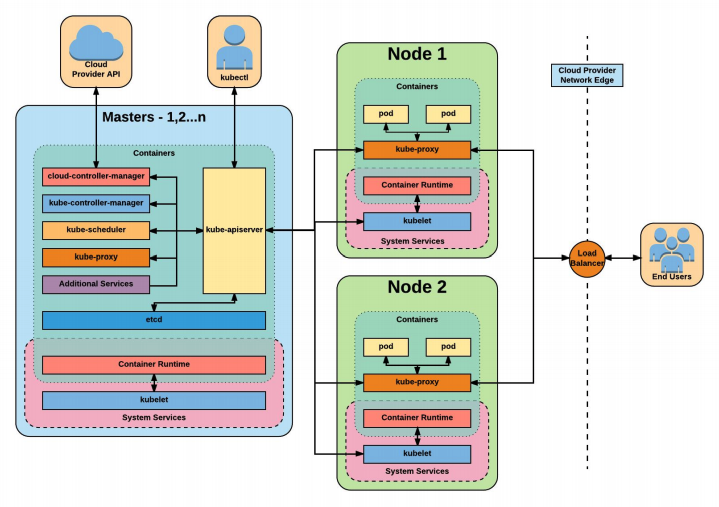 Cloud
Provider API
kubectl
Masters - 1,2...n
Containers
cloud-controller-manager
kube-controller-manager
kube-scheduler
kube-proxy
Additional Services
kube-apiserver
etcd
Container Runtime
kubelet
System Services
Node 1
Containers
pod
pod
kube-proxy
Container Runtime
kubelet
System Services
Node 2
Containers
pod
pod
kube-proxy
Container Runtime
kubelet
System Services
Cloud Provider
Network Edge
Load
Balancer
End Users